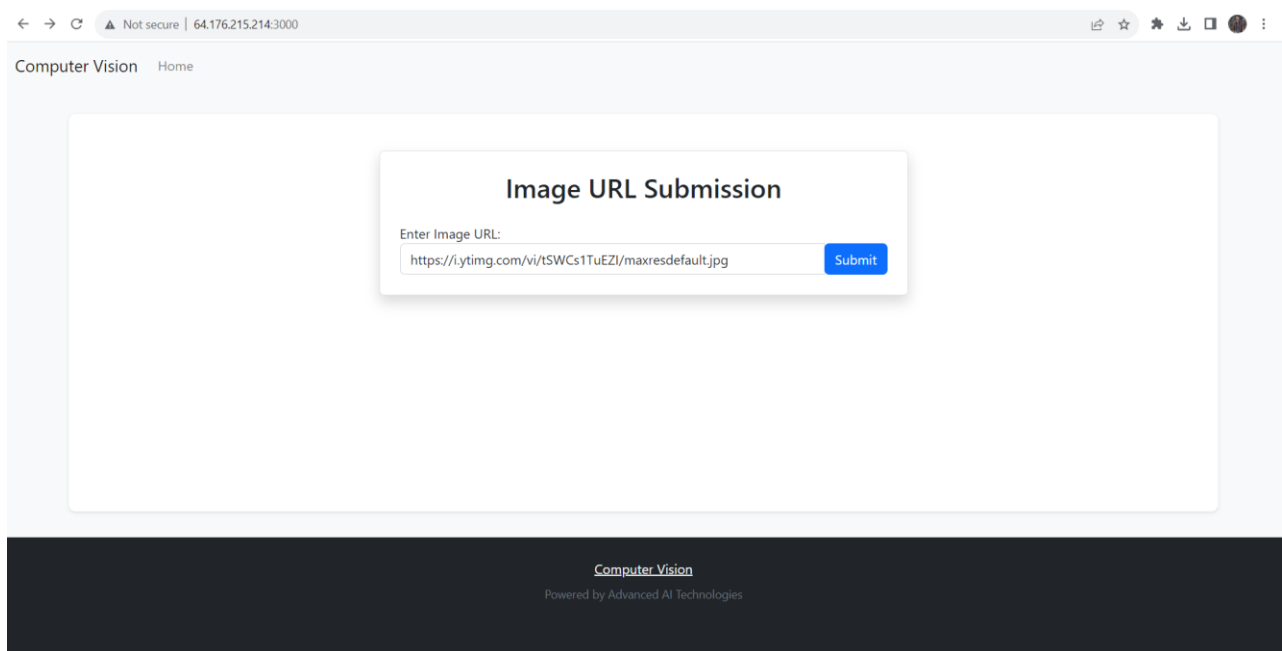 Not secure | 64.176.215.214:3000
Computer Vision Home
Image URL Submission
Enter Image URL:
https://i.ytimg.com/vi/tSWCs1TuEZI/maxresdefault.jpg Submit
Computer Vision
Powered by Advanced AI Technologies